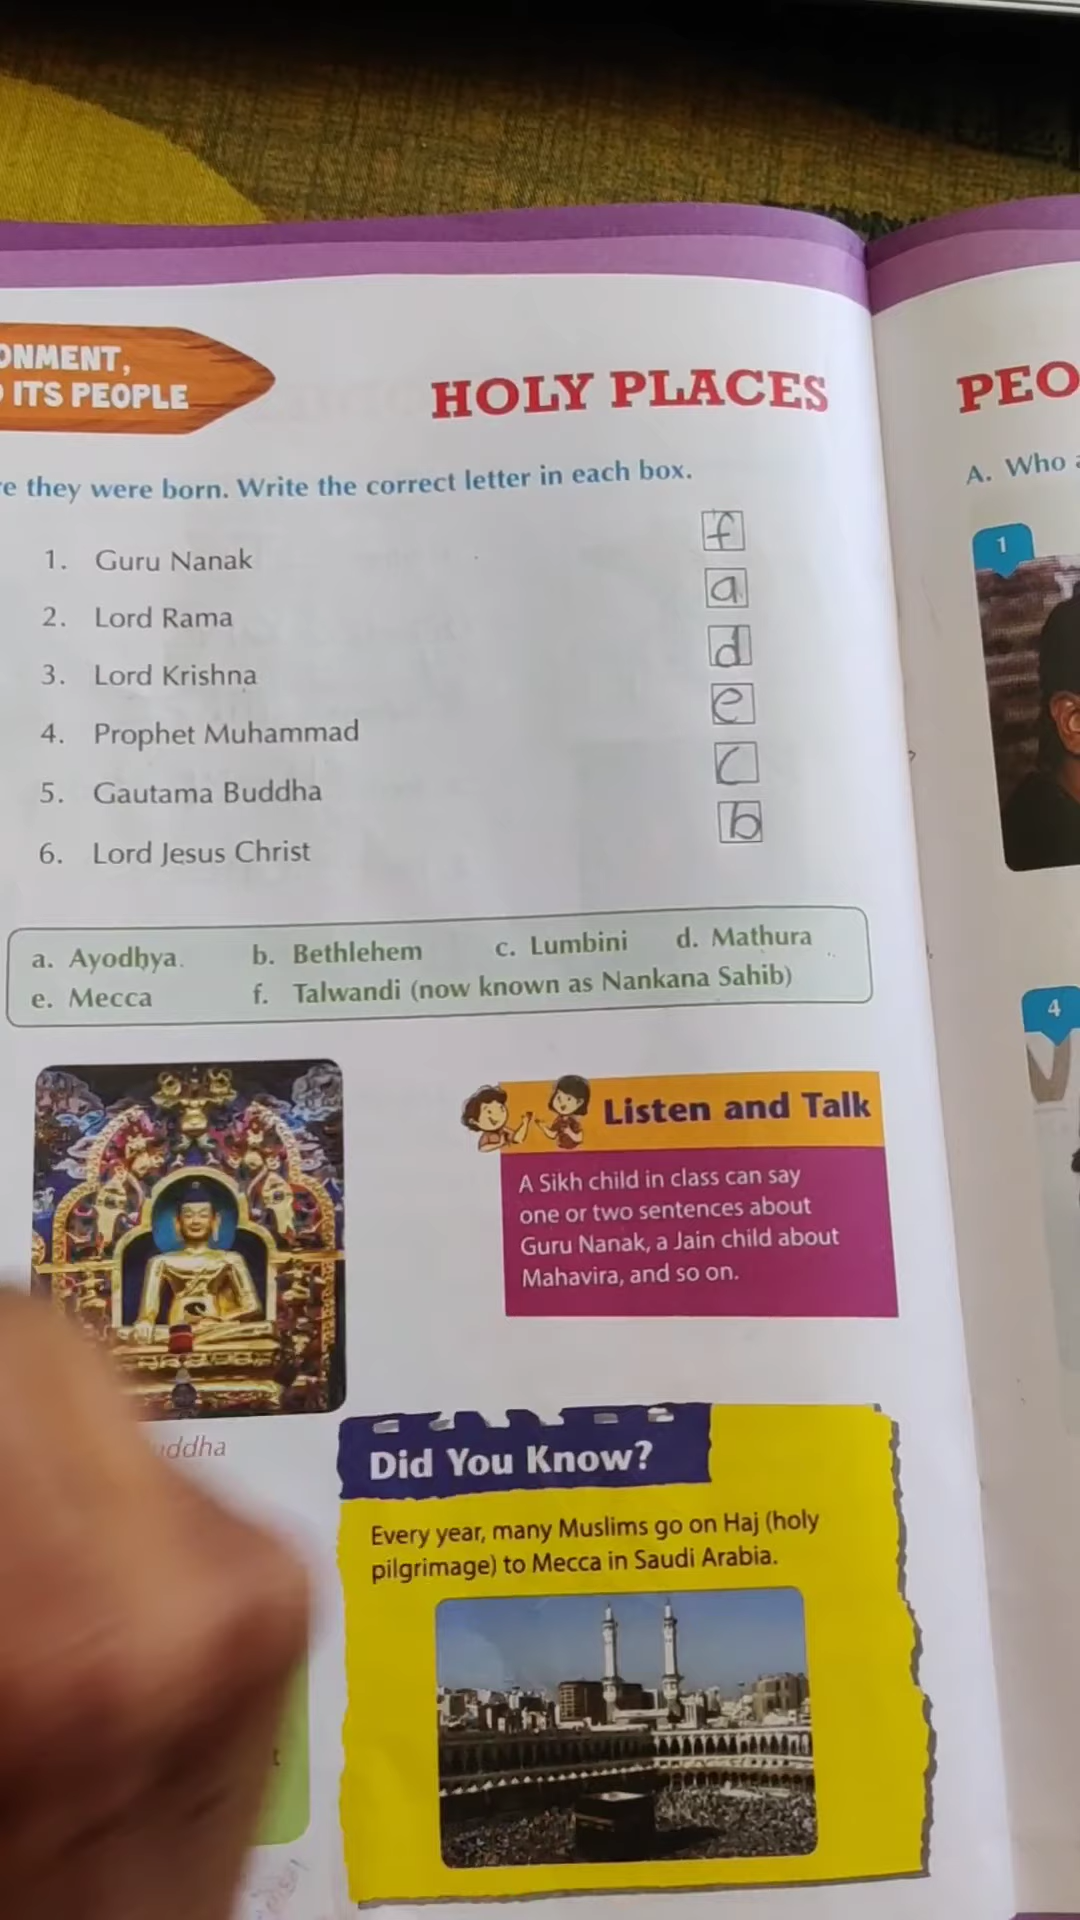 ONMENT,
ITS PEOPLE
HOLY PLACES
e they were born. Write the correct letter in each box.
1. Guru Nanak f
2. Lord Rama a
3. Lord Krishna d
4. Prophet Muhammad e
5. Gautama Buddha c
6. Lord Jesus Christ b
a. Ayodhya b. Bethlehem c. Lumbini d. Mathura
e. Mecca f. Talwandi (now known as Nankana Sahib)
Listen and Talk
A Sikh child in class can say
one or two sentences about
Guru Nanak, a Jain child about
Mahavira, and so on.
uddha
Did You Know?
Every year, many Muslims go on Haj (holy
pilgrimage) to Mecca in Saudi Arabia.
PEO
A. Who
1
4